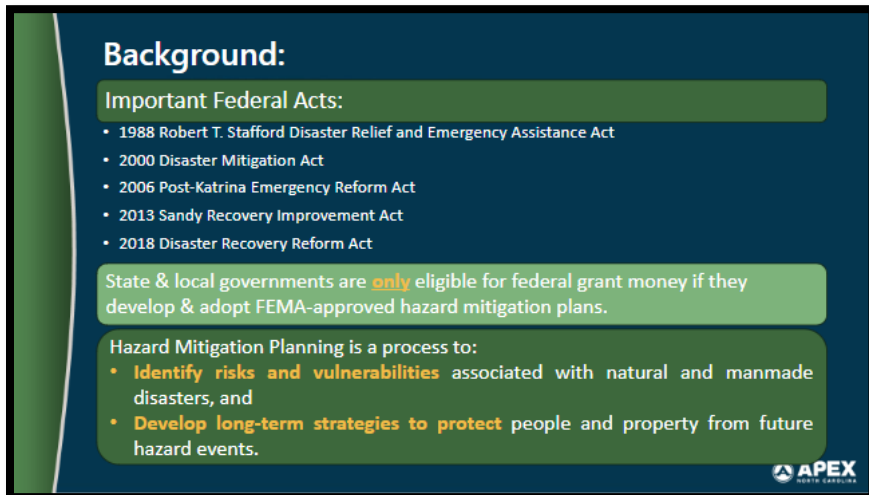 Background:
Important Federal Acts:
• 1988 Robert T. Stafford Disaster Relief and Emergency Assistance Act
• 2000 Disaster Mitigation Act
• 2006 Post-Katrina Emergency Reform Act
• 2013 Sandy Recovery Improvement Act
• 2018 Disaster Recovery Reform Act
State & local governments are only eligible for federal grant money if they
develop & adopt FEMA-approved hazard mitigation plans.
Hazard Mitigation Planning is a process to:
• Identify risks and vulnerabilities associated with natural and manmade
disasters, and
• Develop long-term strategies to protect people and property from future
hazard events.
APEX
NORTH CAROLINA